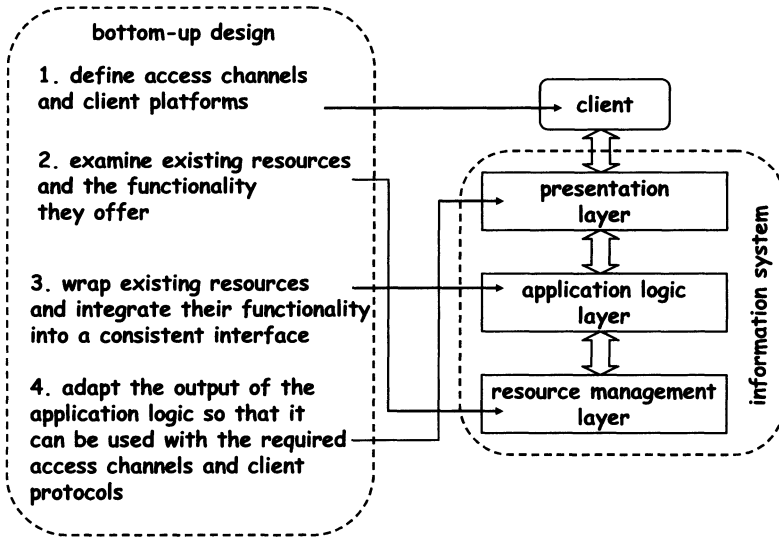 bottom-up design
1. define access channels
and client platforms
2. examine existing resources
and the functionality
they offer
3. wrap existing resources
and integrate their functionality
into a consistent interface
4. adapt the output of the
application logic so that it
can be used with the required
access channels and client
protocols
client
presentation
layer
application logic
layer
resource management
layer
information system